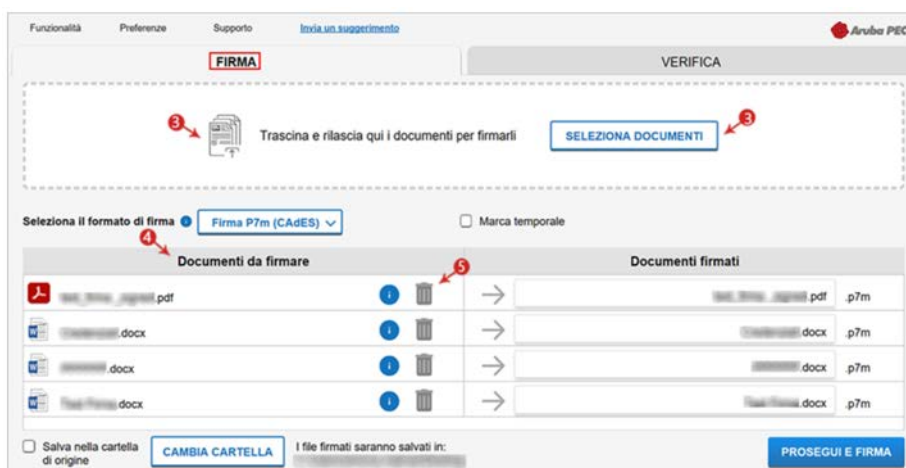 Funzionalità Preferenze Supporto Invia un suggerimento
Aruba PEC
FIRMA VERIFICA
3 Trascina e rilascia qui i documenti per firmarli SELEZIONA DOCUMENTI 3
Seleziona il formato di firma i Firma P7m (CAdES) Marca temporale
4
Documenti da firmare Documenti firmati
5
.pdf i .pdf .p7m
.docx i .docx .p7m
.docx i .docx .p7m
.docx i .docx .p7m
Salva nella cartella
di origine
CAMBIA CARTELLA
I file firmati saranno salvati in:
PROSEGUI E FIRMA